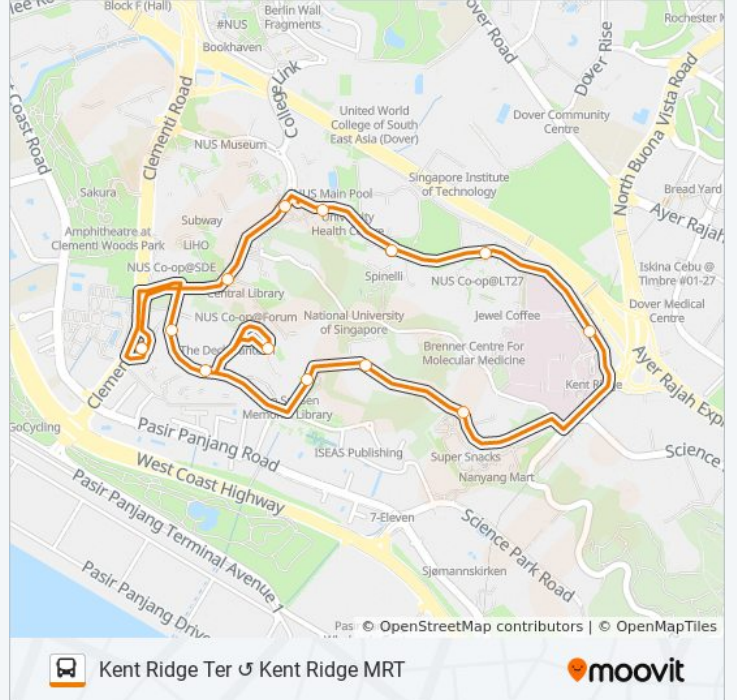 Block F (Hall)
Berlin Wall
Fragments
#NUS
Bookhaven
over Road
Dover Rise
Rochester
Clementi Road
College Link
United World
College of South
East Asia (Dover)
Dover Community
Centre
North Buona Vista Road
Coast Road
NUS Museum
Singapore Institute
of Technology
Bread Yard
Sakura
NUS Main Pool
Subway
Health
Ayer Rajah
Amphitheatre at
Clementi Woods Park
LiHO
NUS Co-op@SDE
Spinelli
NUS Co-op@LT27
Iskina Cebu @
Timbre #01-27
Central Library
NUS Co-op@Forum
National University
of Singapore
Jewel Coffee
Dover Medical
Centre
The Dec
Brenner Centre For
Molecular Medicine
Kent
Ayer Rajah Exp
Clemen
Memo Library
GoCycling
Pasir Panjang Road
ISEAS Publishing
Super Snacks
Nanyang Mart
Science
West Coast Highway
Pasir Panjang Terminal Avenue 1
7-Eleven
Science Park Road
Sjømannskirken
Pasir Panjang Drive
© OpenStreetMap contributors | © OpenMapTiles
Kent Ridge Ter ↺ Kent Ridge MRT
moovit